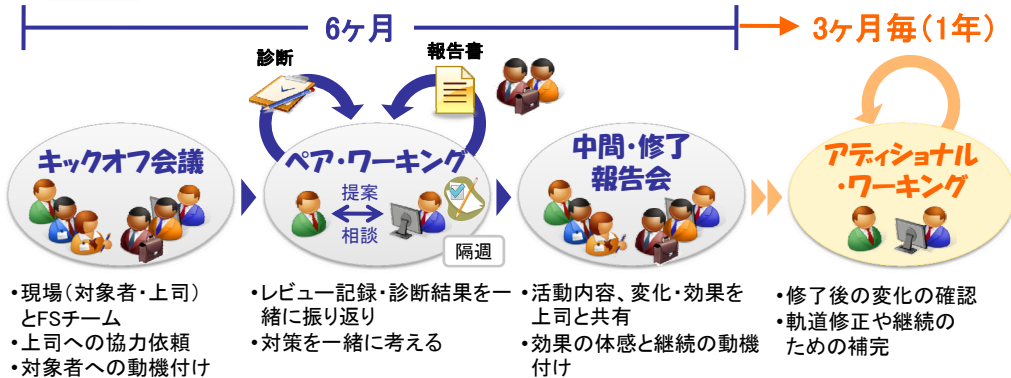 6ヶ月
3ヶ月毎(1年)
診断
報告書
キックオフ会議
ペア・ワーキング
提案
相談
隔週
中間・修了
報告会
アディショナル
・ワーキング
•現場(対象者・上司)
とFSチーム
•上司への協力依頼
•対象者への動機付け
•レビュー記録・診断結果を一
緒に振り返り
•対策を一緒に考える
•活動内容、変化・効果を
上司と共有
•効果の体感と継続の動機
付け
•修了後の変化の確認
•軌道修正や継続の
ための補完